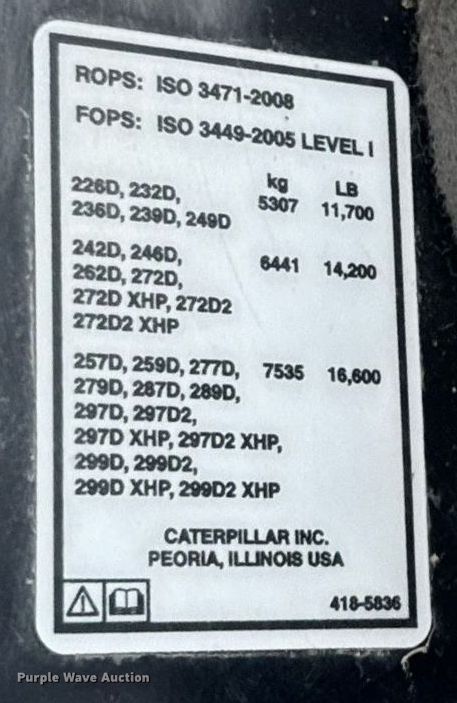 ROPS: ISO 3471-2008
FOPS: ISO 3449-2005 LEVEL I
kg LB
226D, 232D, 5307 11,700
236D, 239D, 249D
242D, 246D, 6441 14,200
262D, 272D,
272D XHP, 272D2
272D2 XHP
257D, 259D, 277D, 7535 16,600
279D, 287D, 289D,
297D, 297D2,
297D XHP, 297D2 XHP,
299D, 299D2,
299D XHP, 299D2 XHP
CATERPILLAR INC.
PEORIA, ILLINOIS USA
418-5836
Purple Wave Auction